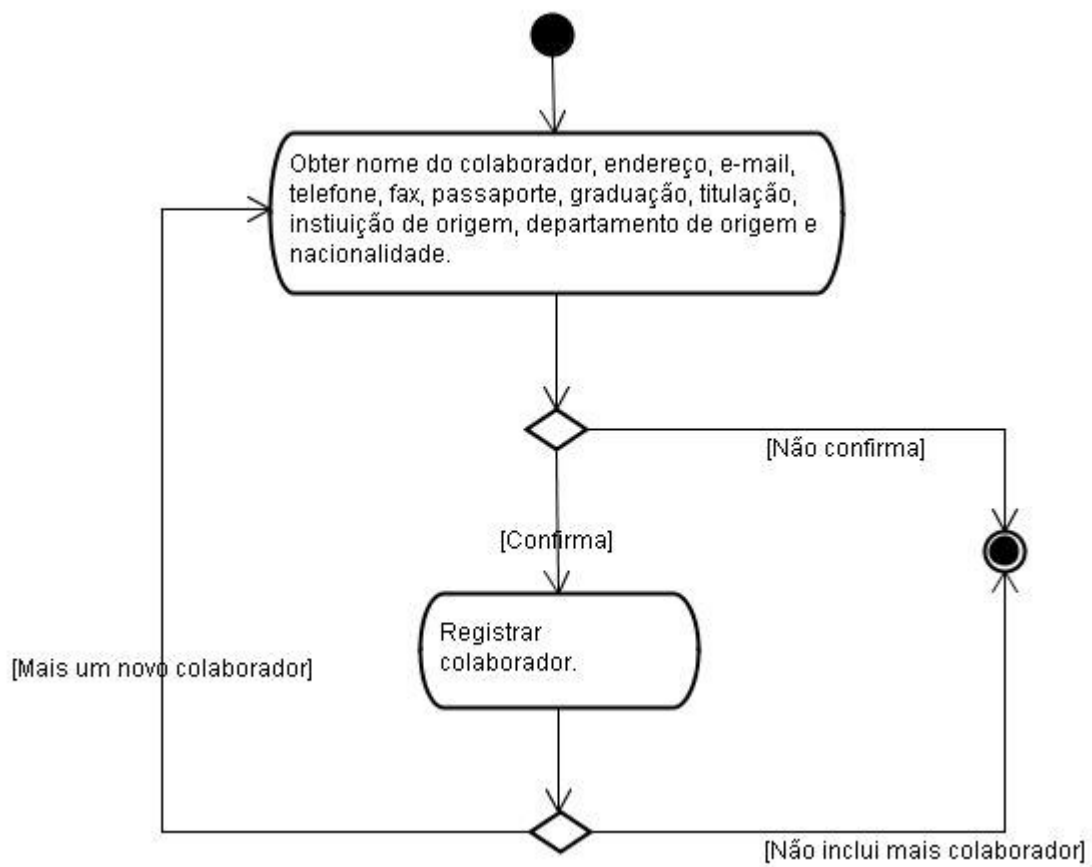 Obter nome do colaborador, endereço, e-mail,
telefone, fax, passaporte, graduação, titulação,
instiuição de origem, departamento de origem e
nacionalidade.
[Não confirma]
[Confirma]
Registrar
colaborador.
[Mais um novo colaborador]
[Não inclui mais colaborador]